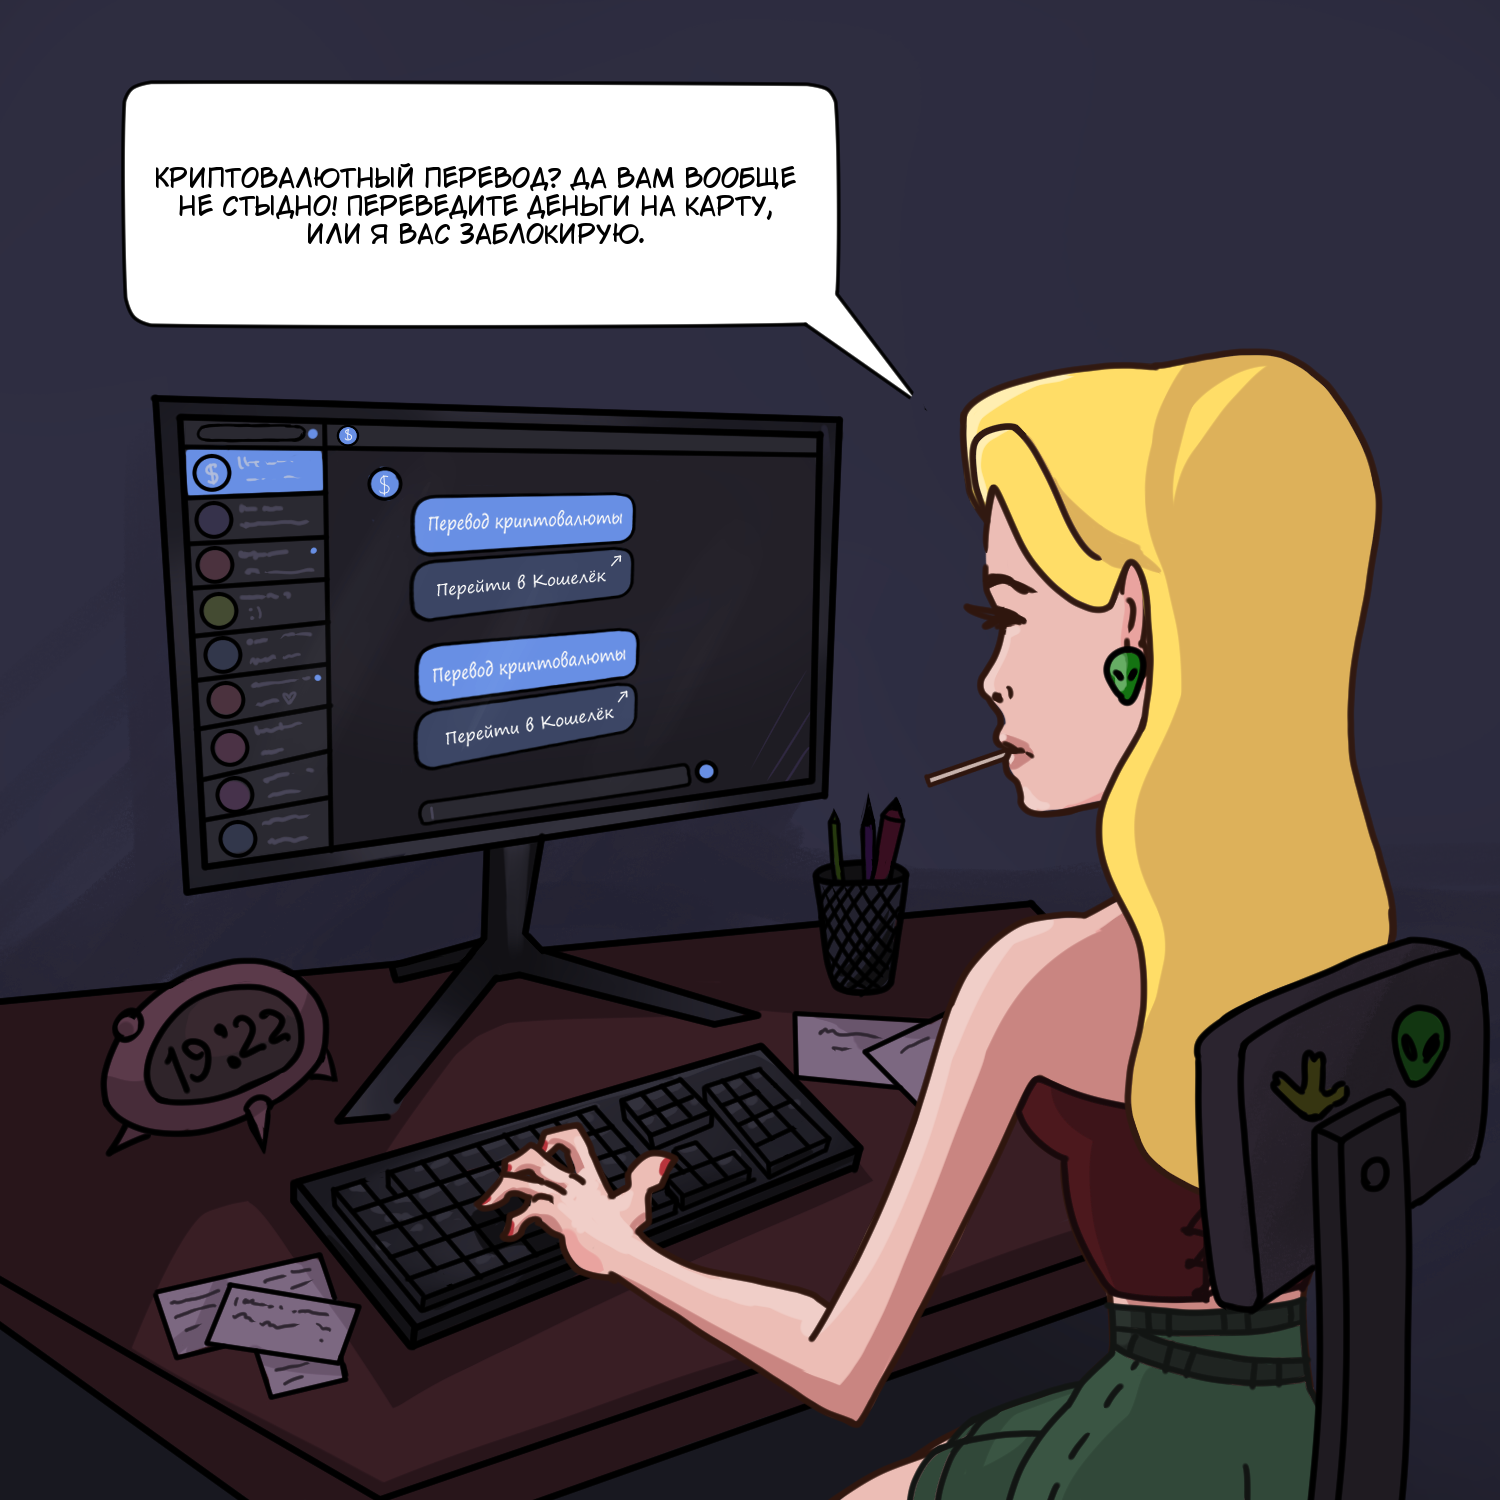 КРИПТОВАЛЮТНЫЙ ПЕРЕВОД? ДА ВАМ ВООБЩЕ
НЕ СТЫДНО! ПЕРЕВЕДИТЕ ДЕНЬГИ НА КАРТУ,
ИЛИ Я ВАС ЗАБЛОКИРУЮ.
$
$
:)
$
Перевод криптовалюты
Перейти в Кошелёк
Перевод криптовалюты
Перейти в Кошелёк
19:22